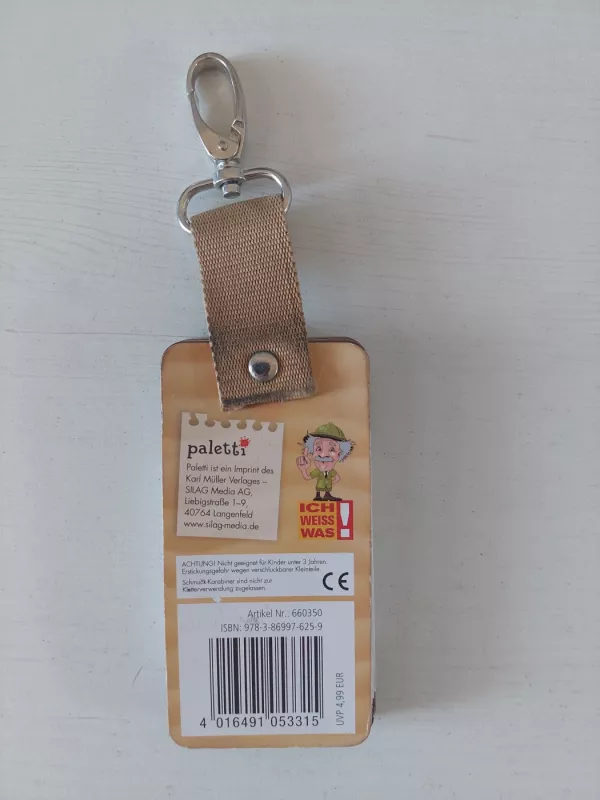 paletti
Paletti ist ein Imprint des
Karl Müller Verlages –
SILAG Media AG,
Liebigstraße 1–9,
40764 Langenfeld
www.silag-media.de
ICH
WEISS
WAS!
ACHTUNG! Nicht geeignet für Kinder unter 3 Jahren.
Erstickungsgefahr wegen verschluckbarer Kleinteile.
Schmuck-Karabiner sind nicht zur
Kletterverwendung zugelassen.
CE
Artikel Nr.: 660350
ISBN: 978-3-86997-625-9
4 016491 053315
UVP 4,99 EUR